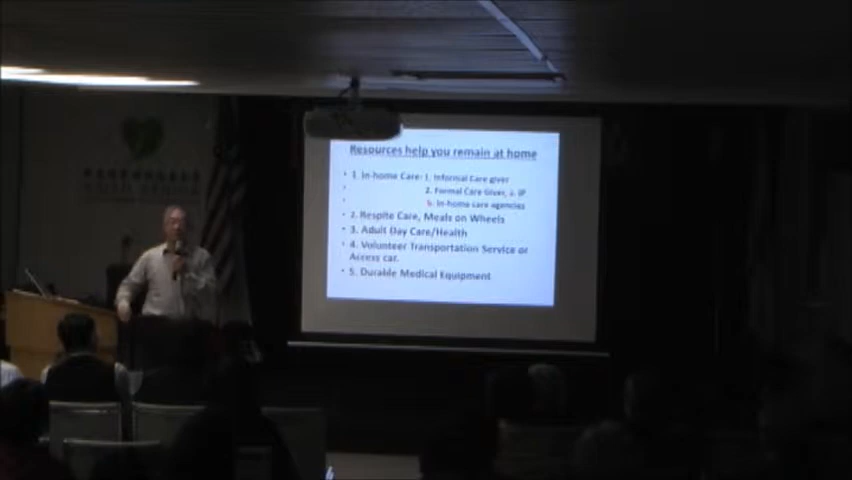 Resources help you remain at home
• 1. In-home Care: 1. Informal Care giver
• 2. Formal Care Giver, a. IP
• b. In-home care agencies
• 2. Respite Care, Meals on Wheels
• 3. Adult Day Care/Health
• 4. Volunteer Transportation Service or
Access car.
• 5. Durable Medical Equipment